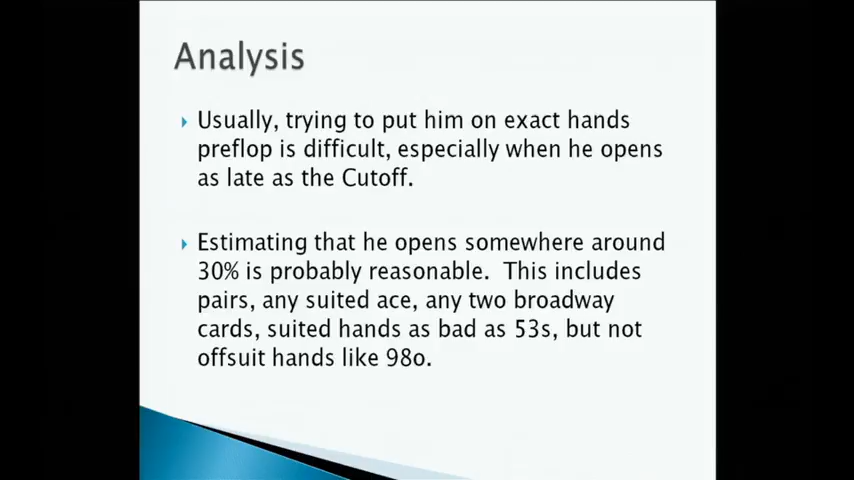 Analysis
Usually, trying to put him on exact hands
preflop is difficult, especially when he opens
as late as the Cutoff.
Estimating that he opens somewhere around
30% is probably reasonable. This includes
pairs, any suited ace, any two broadway
cards, suited hands as bad as 53s, but not
offsuit hands like 98o.